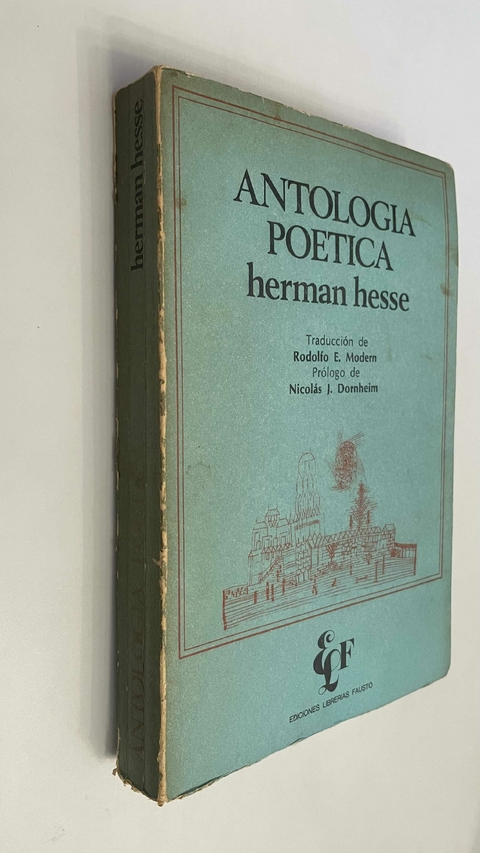 herman hesse
ANTOLOGIA
ANTOLOGIA
POETICA
herman hesse
Traducción de
Rodolfo E. Modern
Prólogo de
Nicolás J. Dornheim
ELF
EDICIONES LIBRERIAS FAUSTO